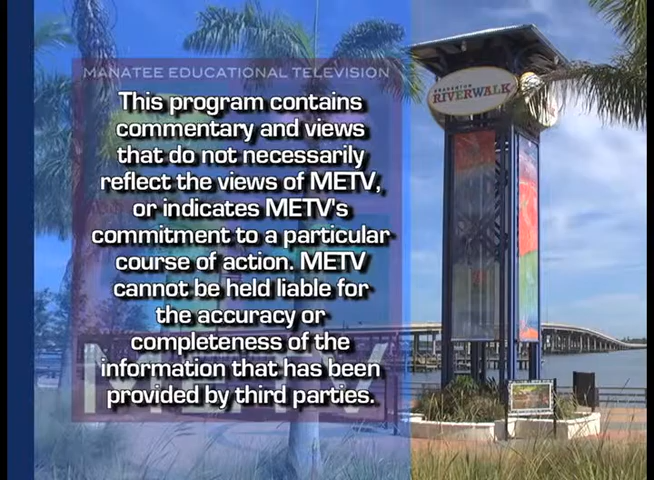 MANATEE EDUCATIONAL TELEVISION
This program contains
commentary and views
that do not necessarily
reflect the views of METV,
or indicates METV's
commitment to a particular
course of action. METV
cannot be held liable for
the accuracy or
completeness of the
information that has been
provided by third parties.
METV
BRADENTON
RIVERWALK